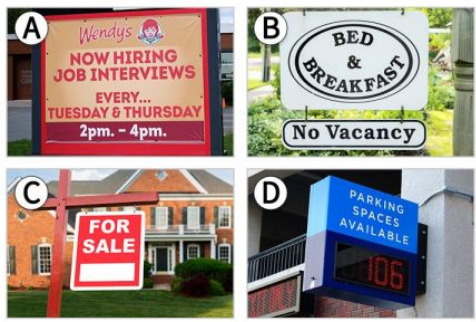 A
Wendy's
NOW HIRING
JOB INTERVIEWS
EVERY...
TUESDAY & THURSDAY
2pm. – 4pm.
B
BED
&
BREAKFAST
No Vacancy
C
FOR
SALE
D
PARKING
SPACES
AVAILABLE
106